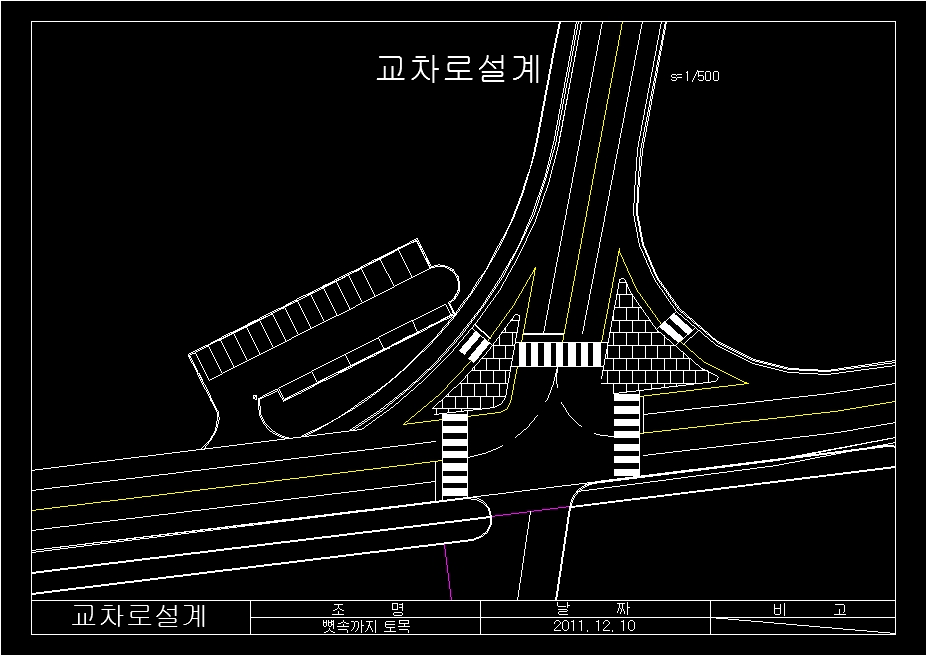 교차로설계
s=1/500
교차로설계
조 명
날 짜
비 고
뼛속까지 토목
2011. 12. 10